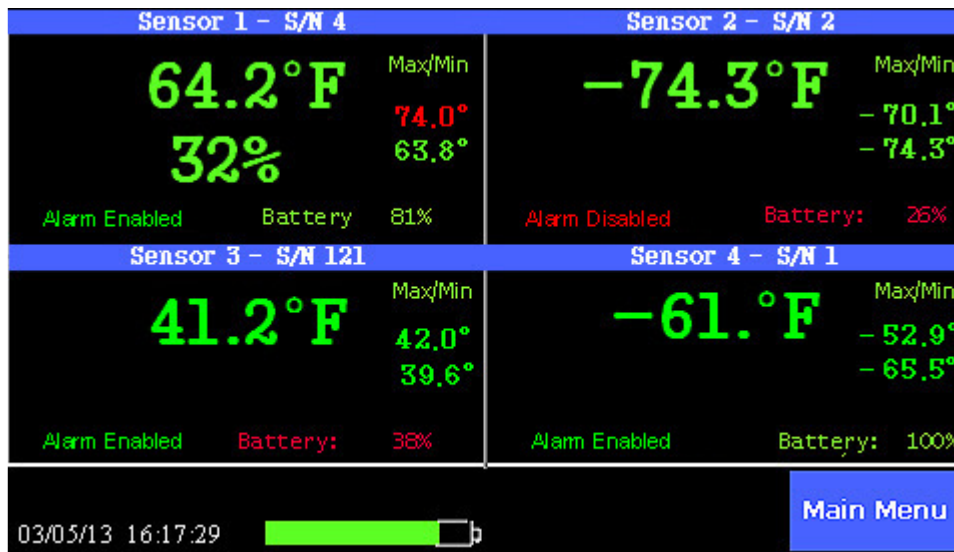 Sensor 1 - S/N 4
64.2°F
Max/Min
74.0°
63.8°
32%
Alarm Enabled Battery 81%
Sensor 2 - S/N 2
-74.3°F
Max/Min
- 70.1°
- 74.3°
Alarm Disabled Battery: 26%
Sensor 3 - S/N 121
41.2°F
Max/Min
42.0°
39.6°
Alarm Enabled Battery: 38%
Sensor 4 - S/N 1
-61.°F
Max/Min
- 52.9°
- 65.5°
Alarm Enabled Battery: 100%
03/05/13 16:17:29
Main Menu